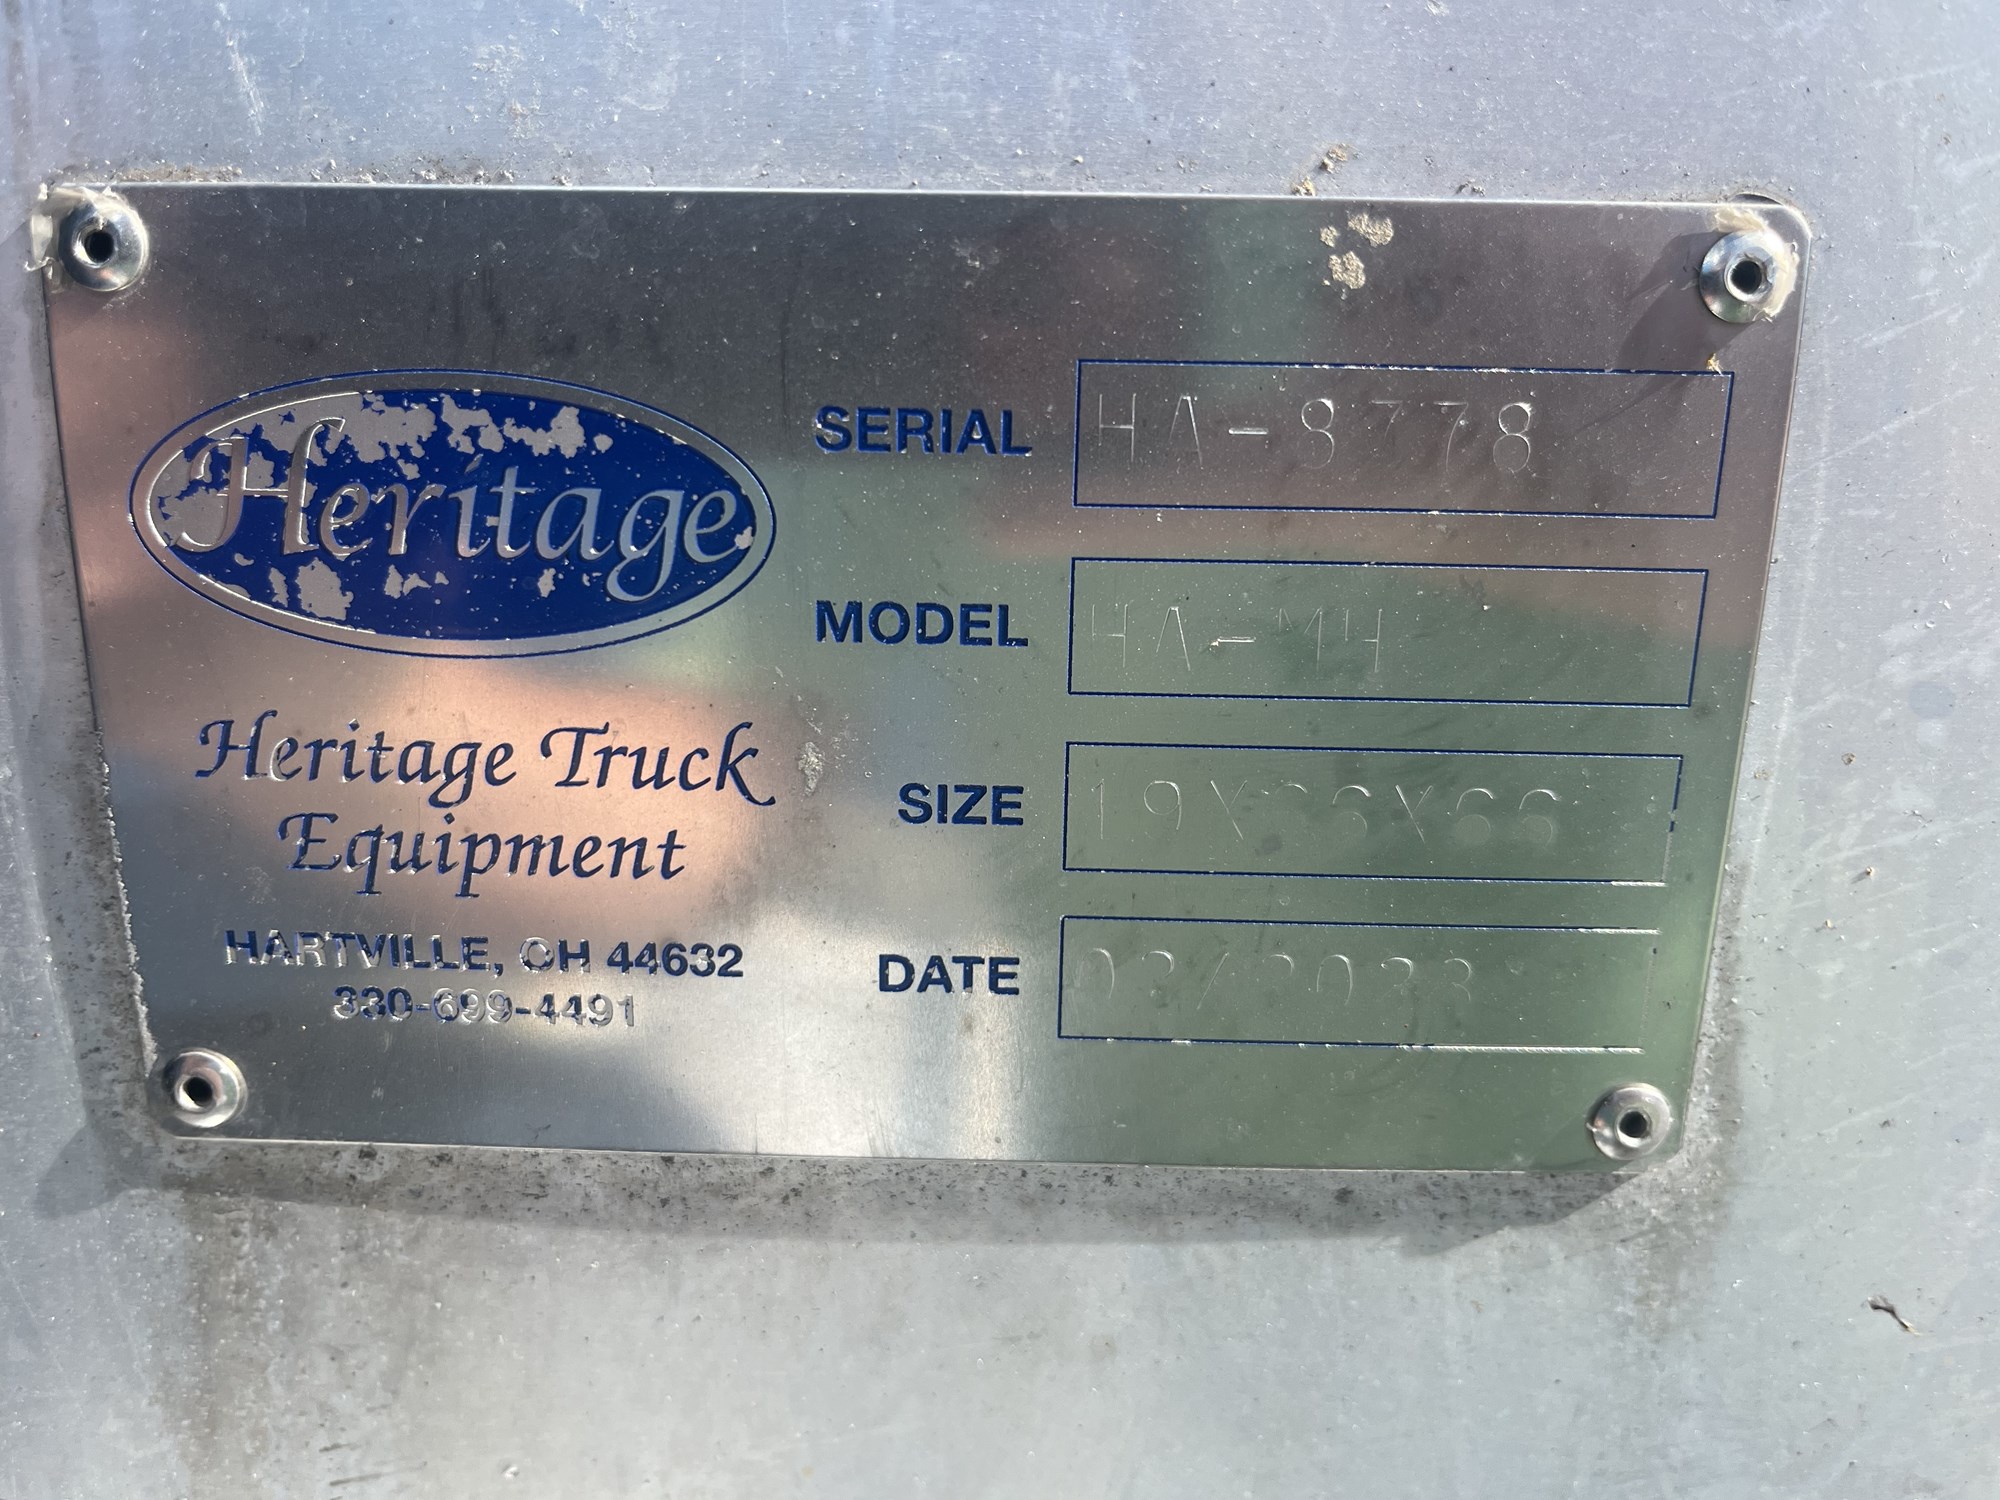 Heritage
Heritage Truck
Equipment
HARTVILLE, OH 44632
330-699-4491
SERIAL HA-8778
MODEL HA-MH
SIZE
DATE